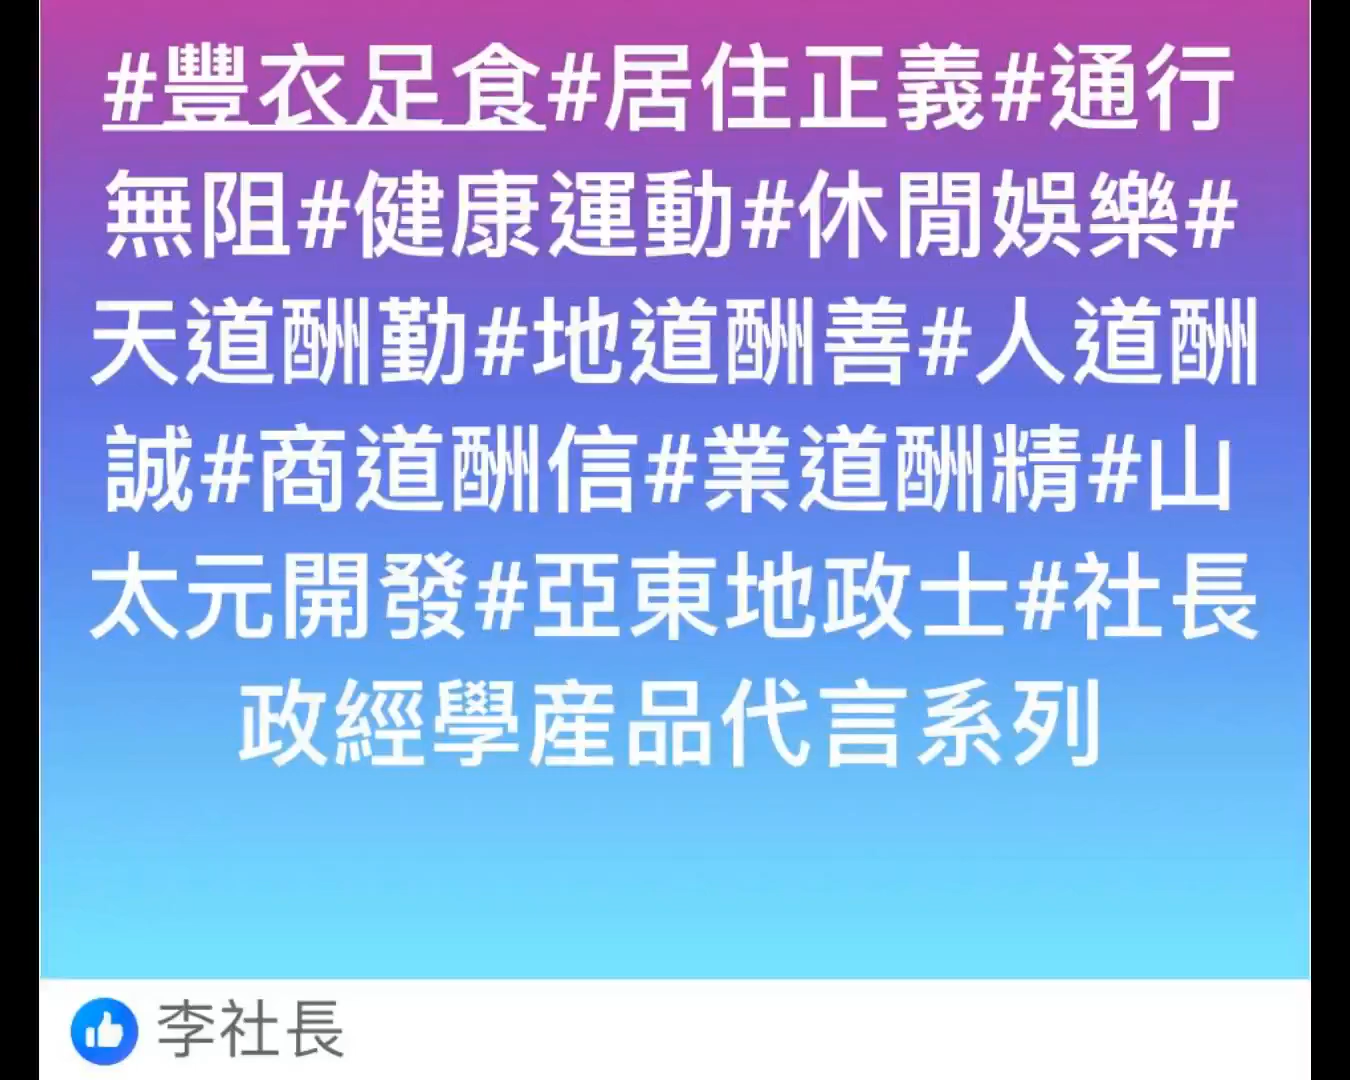 #豐衣足食#居住正義#通行
無阻#健康運動#休閒娛樂#
天道酬勤#地道酬善#人道酬
誠#商道酬信#業道酬精#山
太元開發#亞東地政士#社長
政經學産品代言系列
李社長